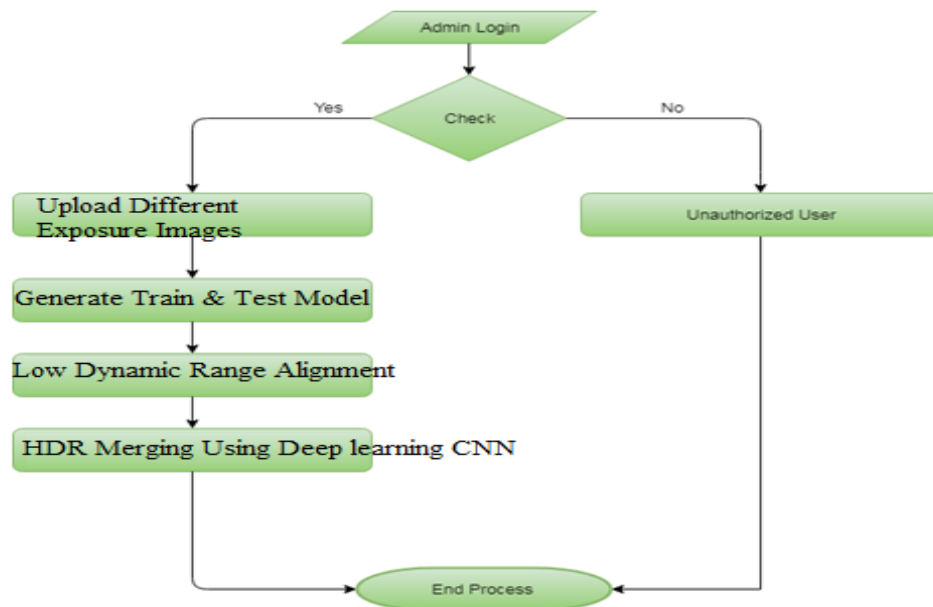 Admin Login
Check
Yes
No
Upload Different
Exposure Images
Unauthorized User
Generate Train & Test Model
Low Dynamic Range Alignment
HDR Merging Using Deep learning CNN
End Process